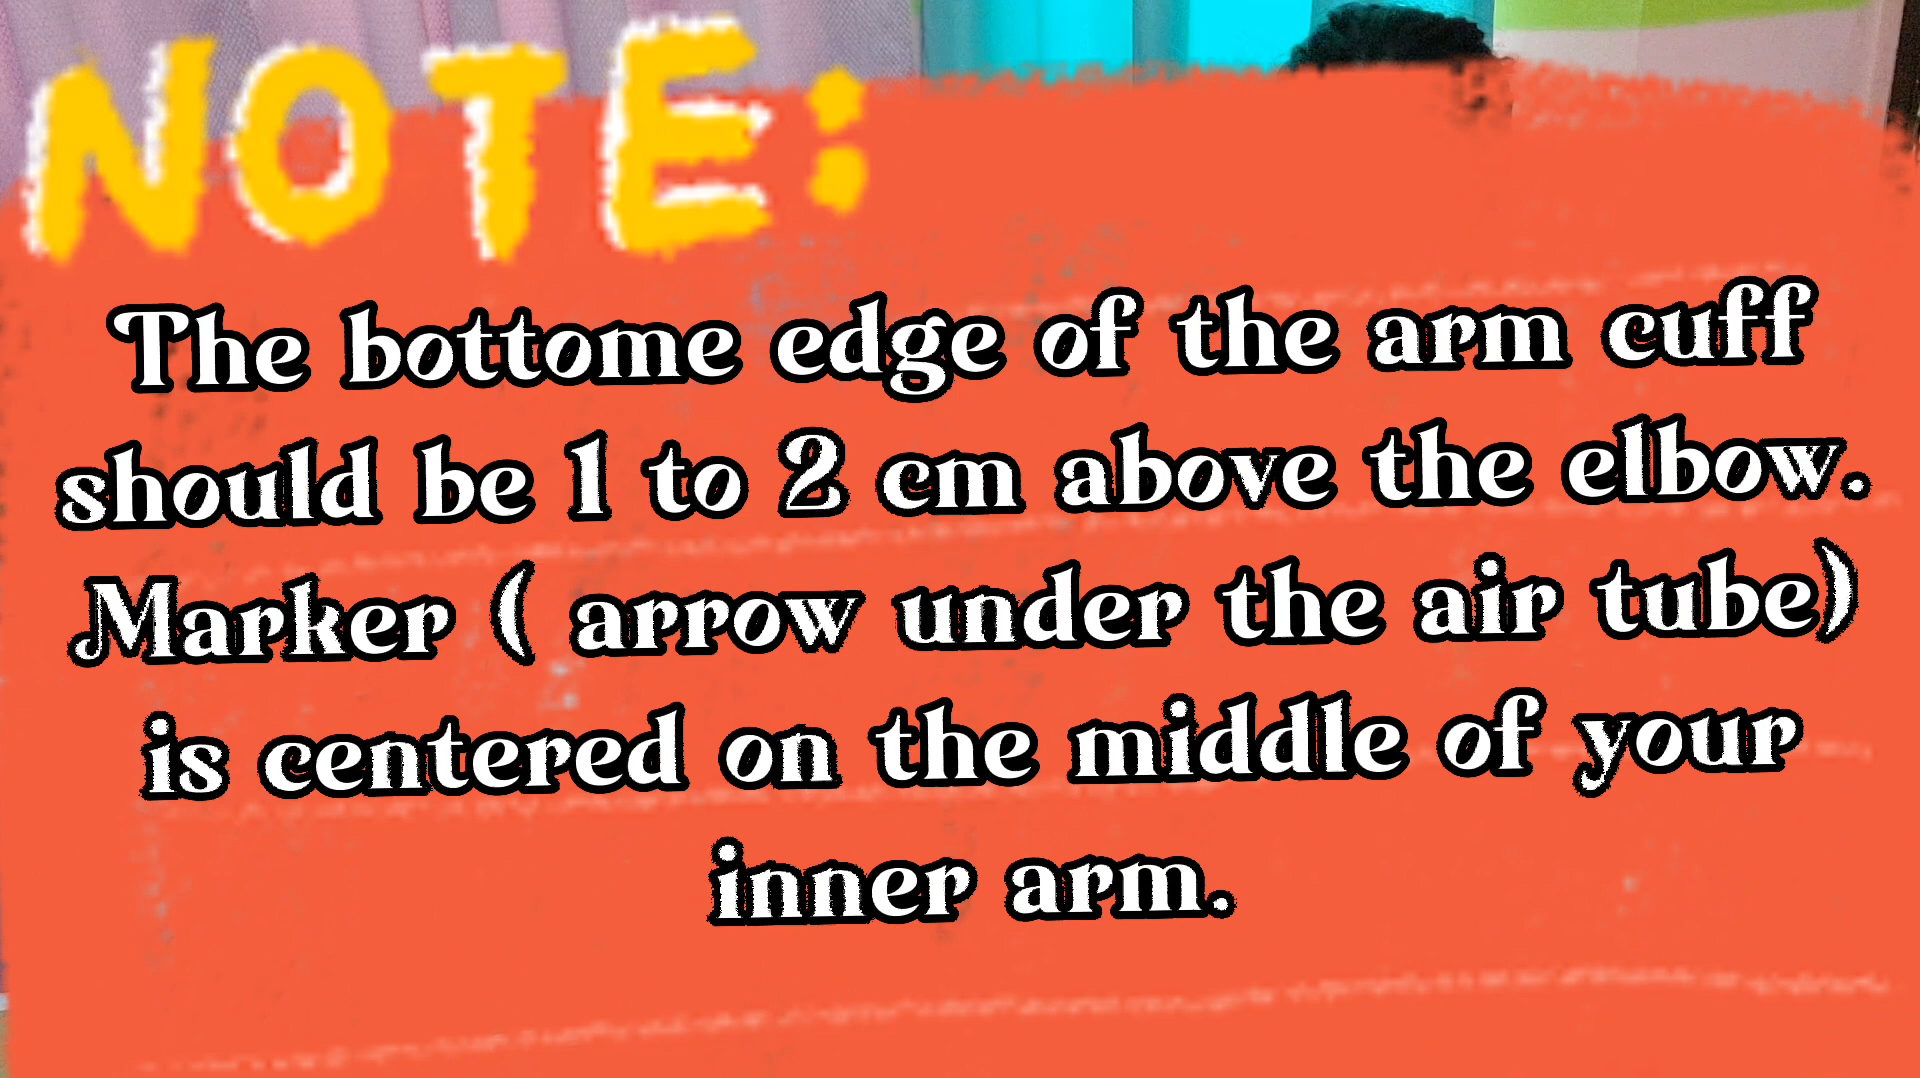 NOTE:
The bottome edge of the arm cuff
should be 1 to 2 cm above the elbow.
Marker ( arrow under the air tube)
is centered on the middle of your
inner arm.